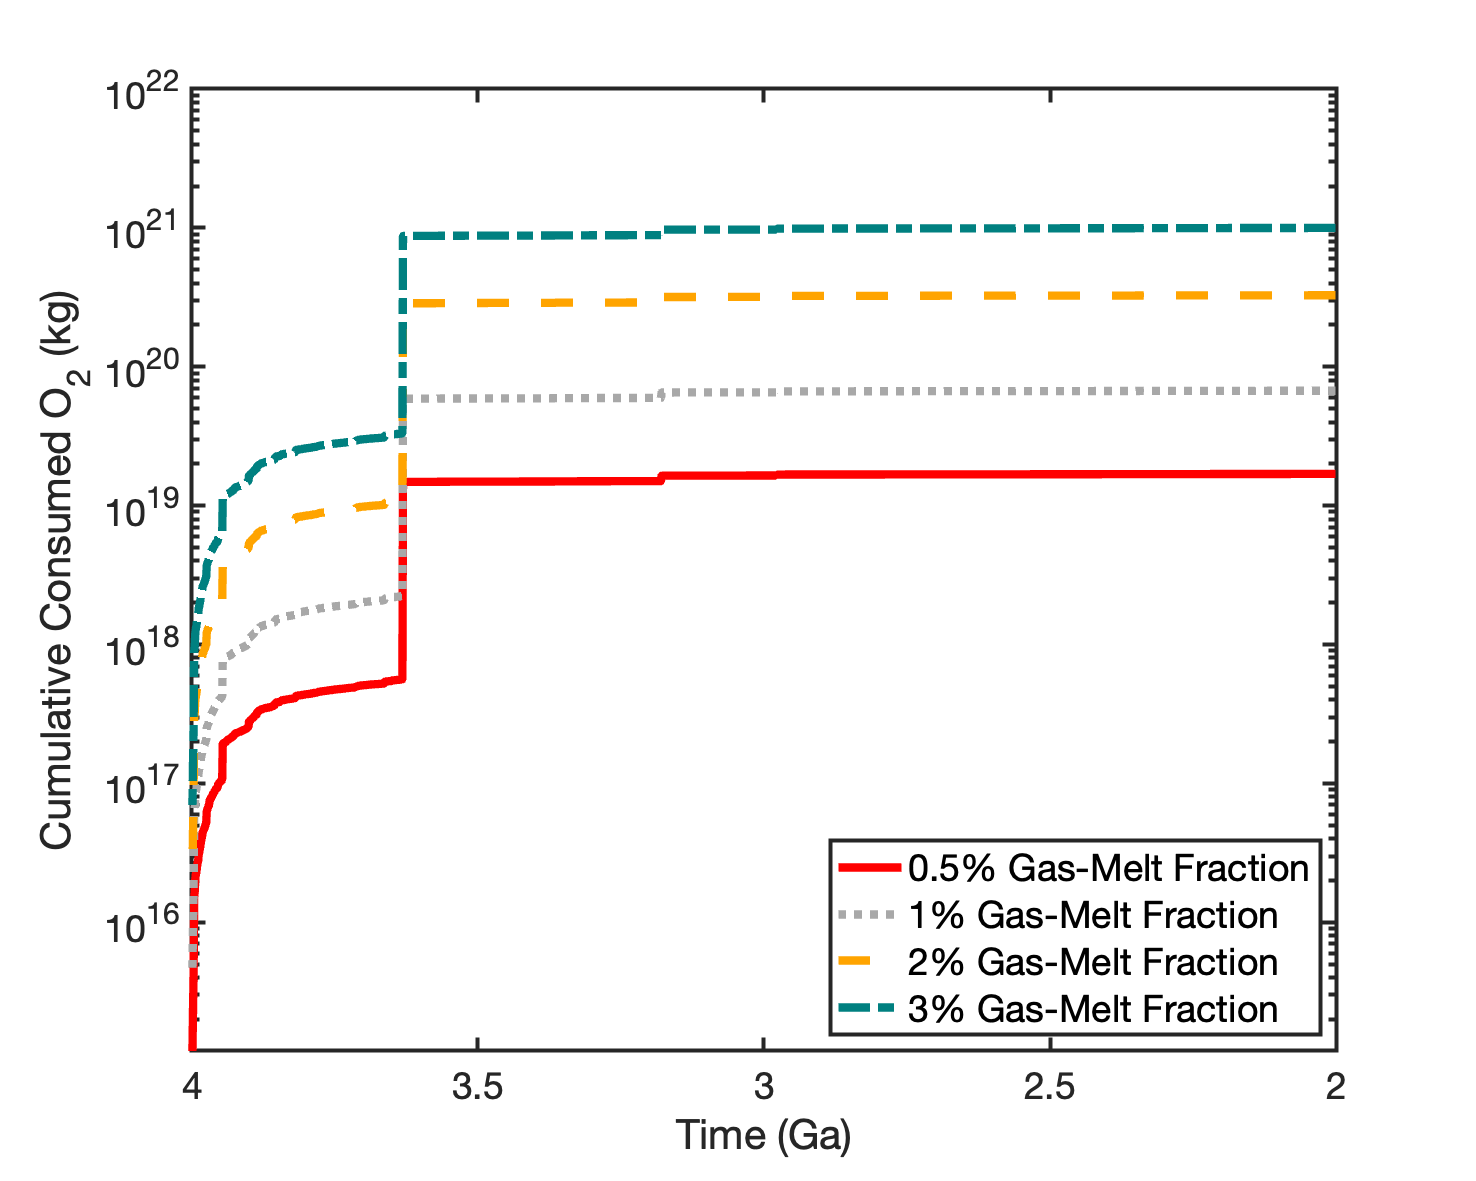 10^22
10^21
10^20
10^19
10^18
10^17
10^16
Cumulative Consumed O_2 (kg)
4
3.5
3
2.5
2
Time (Ga)
0.5% Gas-Melt Fraction
1% Gas-Melt Fraction
2% Gas-Melt Fraction
3% Gas-Melt Fraction